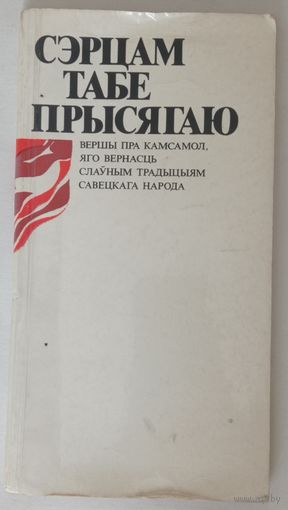 СЭРЦАМ
ТАБЕ
ПРЫСЯГАЮ
ВЕРШЫ ПРА КАМСАМОЛ,
ЯГО ВЕРНАСЦЬ
СЛАЎНЫМ ТРАДЫЦЫЯМ
САВЕЦКАГА НАРОДА